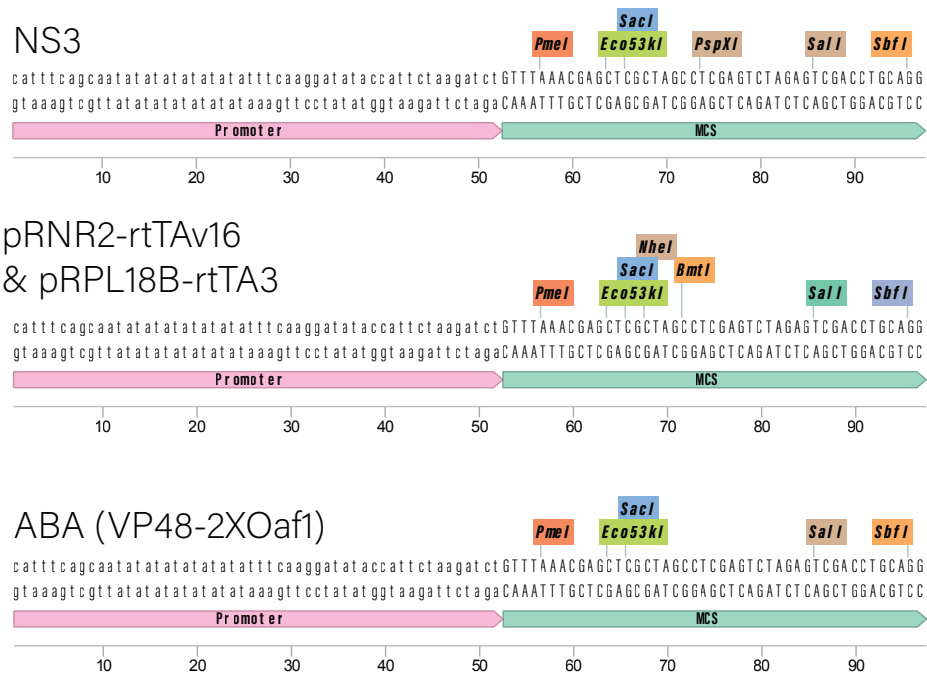 NS3
SacI
PmeI Eco53kI PspXI SalI SbfI
catttcagcaatatatatatatatatttcaaggatataccattctaagatctGTTTAAACGAGCTCGCTAGCCTCGAGTCTAGAGTCGACCTGCAGG
gtaaagtcgttatatatatatatataaagttcctatatggtaagattctagaCAAATTTGCTCGAGCGATCGGAGCTCAGATCTCAGCTGGACGTCC
Promoter MCS
10 20 30 40 50 60 70 80 90
pRNR2-rtTAv16
& pRPL18B-rtTA3
NheI
SacI BmtI
PmeI Eco53kI SalI SbfI
catttcagcaatatatatatatatatttcaaggatataccattctaagatctGTTTAAACGAGCTCGCTAGCCTCGAGTCTAGAGTCGACCTGCAGG
gtaaagtcgttatatatatatatataaagttcctatatggtaagattctagaCAAATTTGCTCGAGCGATCGGAGCTCAGATCTCAGCTGGACGTCC
Promoter MCS
10 20 30 40 50 60 70 80 90
ABA (VP48-2XOaf1)
SacI
PmeI Eco53kI SalI SbfI
catttcagcaatatatatatatatatttcaaggatataccattctaagatctGTTTAAACGAGCTCGCTAGCCTCGAGTCTAGAGTCGACCTGCAGG
gtaaagtcgttatatatatatatataaagttcctatatggtaagattctagaCAAATTTGCTCGAGCGATCGGAGCTCAGATCTCAGCTGGACGTCC
Promoter MCS
10 20 30 40 50 60 70 80 90